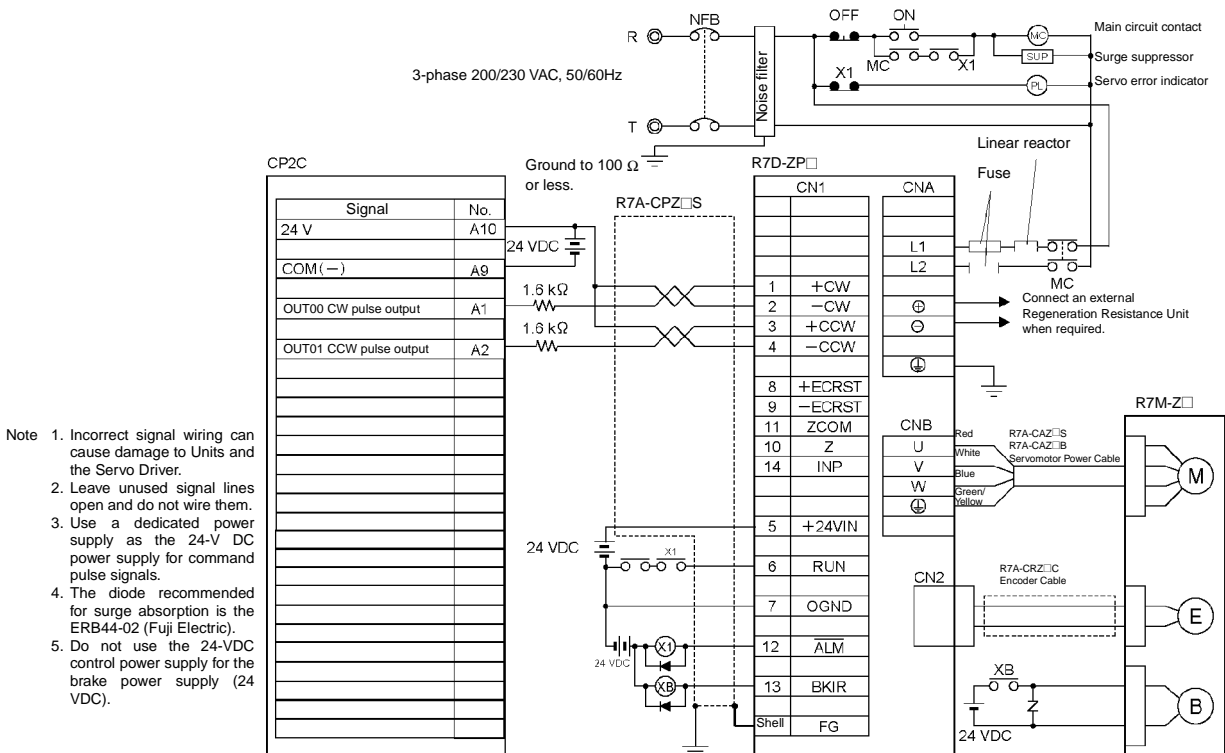 NFB
OFF
ON
R
MC
Main circuit contact
SUP
Surge suppressor
MC
X1
X1
PL
Servo error indicator
3-phase 200/230 VAC, 50/60Hz
Noise filter
T
Linear reactor
Fuse
CP2C
Ground to 100 Ω
or less.
R7D-ZP□
CN1
CNA
R7A-CPZ□S
Signal
No.
24 V
A10
24 VDC
COM(−)
A9
L1
L2
MC
1.6 kΩ
OUT00 CW pulse output
A1
1.6 kΩ
OUT01 CCW pulse output
A2
1 +CW
2 −CW
3 +CCW
4 −CCW
⊕
⊖
Connect an external
Regeneration Resistance Unit
when required.
8 +ECRST
9 −ECRST
11 ZCOM
10 Z
14 INP
CNB
U
V
W
Red
White
Blue
Green/
Yellow
R7A-CAZ□S
R7A-CAZ□B
Servomotor Power Cable
R7M-Z□
M
Note 1. Incorrect signal wiring can
cause damage to Units and
the Servo Driver.
2. Leave unused signal lines
open and do not wire them.
3. Use a dedicated power
supply as the 24-V DC
power supply for command
pulse signals.
4. The diode recommended
for surge absorption is the
ERB44-02 (Fuji Electric).
5. Do not use the 24-VDC
control power supply for the
brake power supply (24
VDC).
24 VDC
X1
5 +24VIN
6 RUN
7 OGND
24 VDC
X1
12 ALM
XB
13 BKIR
Shell FG
CN2
R7A-CRZ□C
Encoder Cable
E
XB
24 VDC
B